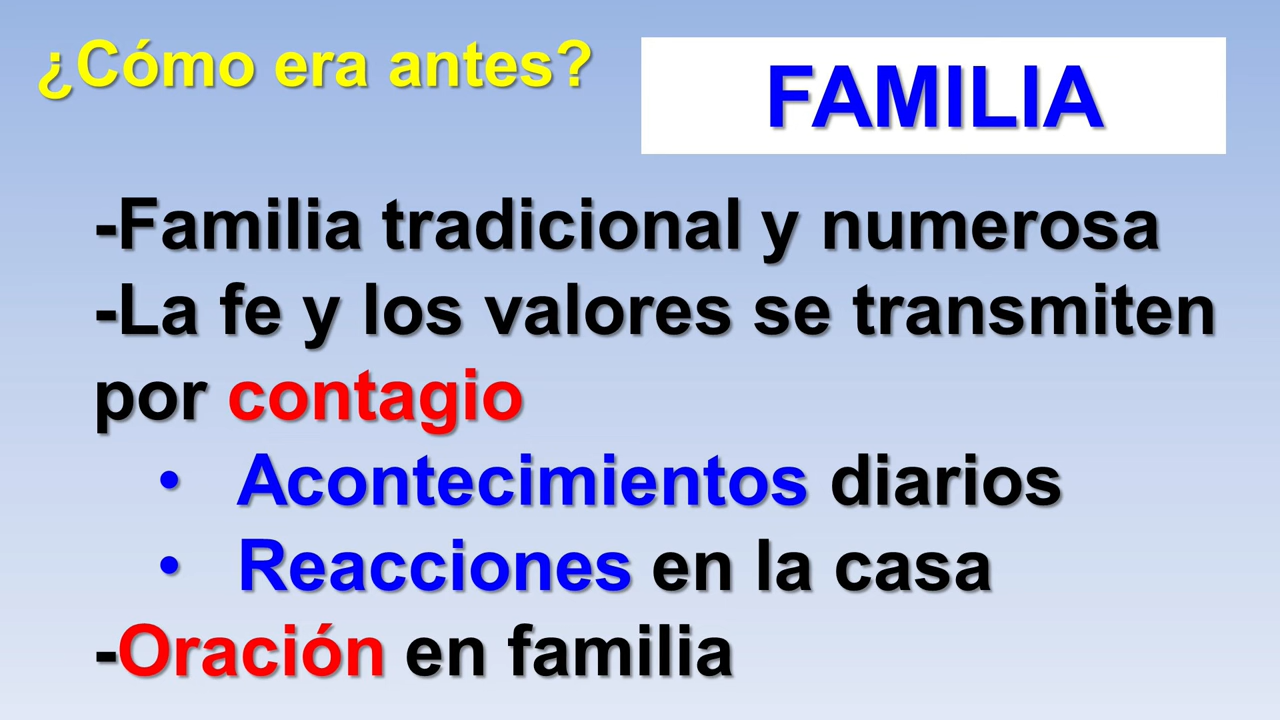 ¿Cómo era antes?
FAMILIA
-Familia tradicional y numerosa
-La fe y los valores se transmiten
por contagio
• Acontecimientos diarios
• Reacciones en la casa
-Oración en familia